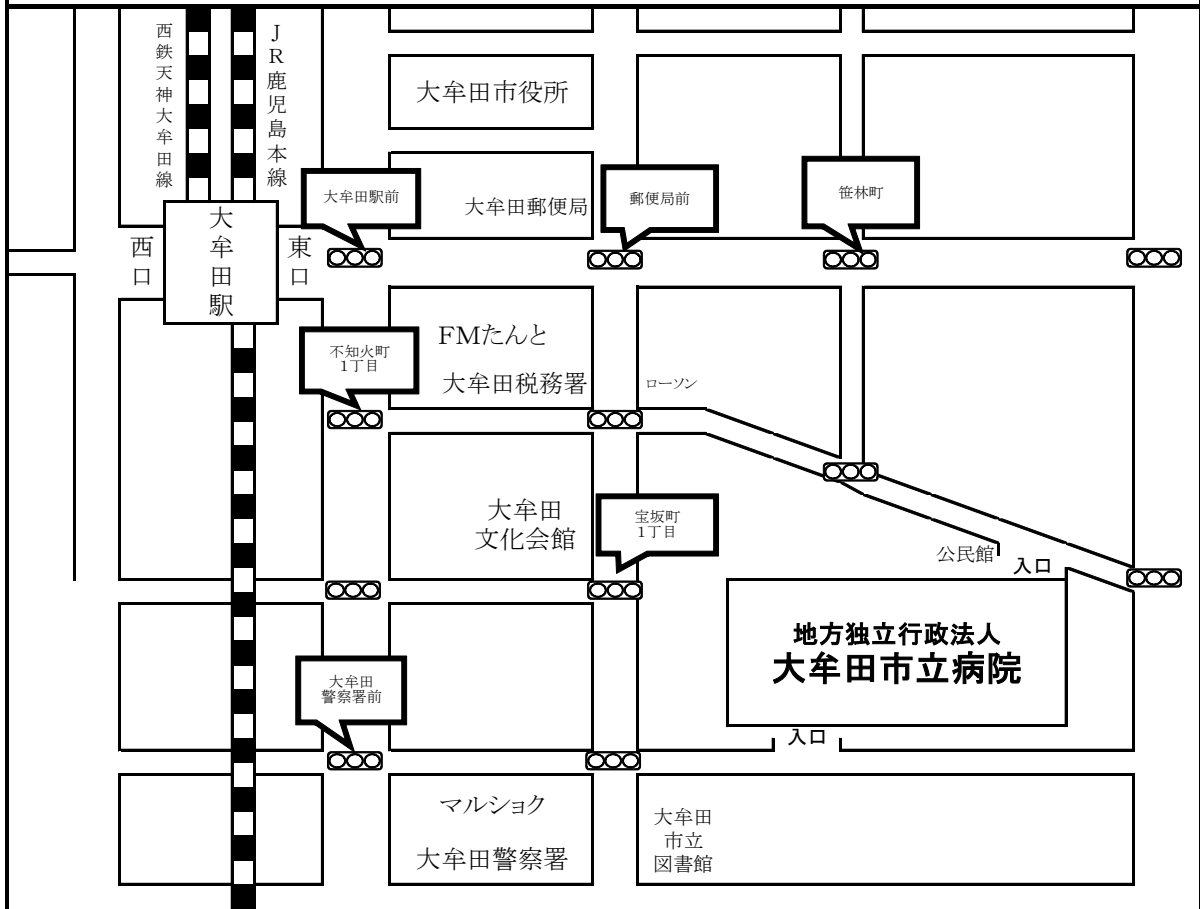 西鉄天神大牟田線
JR鹿児島本線
大牟田市役所
大牟田駅前
大牟田郵便局
郵便局前
笹林町
西口
大牟田駅
東口
不知火町
1丁目
FMたんと
大牟田税務署
ローソン
大牟田
文化会館
宝坂町
1丁目
公民館
入口
地方独立行政法人
大牟田市立病院
入口
大牟田
警察署前
マルショク
大牟田警察署
大牟田
市立
図書館